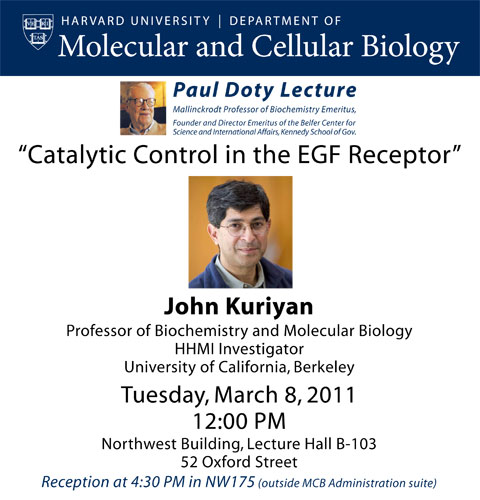 HARVARD UNIVERSITY | DEPARTMENT OF
Molecular and Cellular Biology
Paul Doty Lecture
Mallinckrodt Professor of Biochemistry Emeritus,
Founder and Director Emeritus of the Belfer Center for
Science and International Affairs, Kennedy School of Gov.
“Catalytic Control in the EGF Receptor”
John Kuriyan
Professor of Biochemistry and Molecular Biology
HHMI Investigator
University of California, Berkeley
Tuesday, March 8, 2011
12:00 PM
Northwest Building, Lecture Hall B-103
52 Oxford Street
Reception at 4:30 PM in NW175 (outside MCB Administration suite)